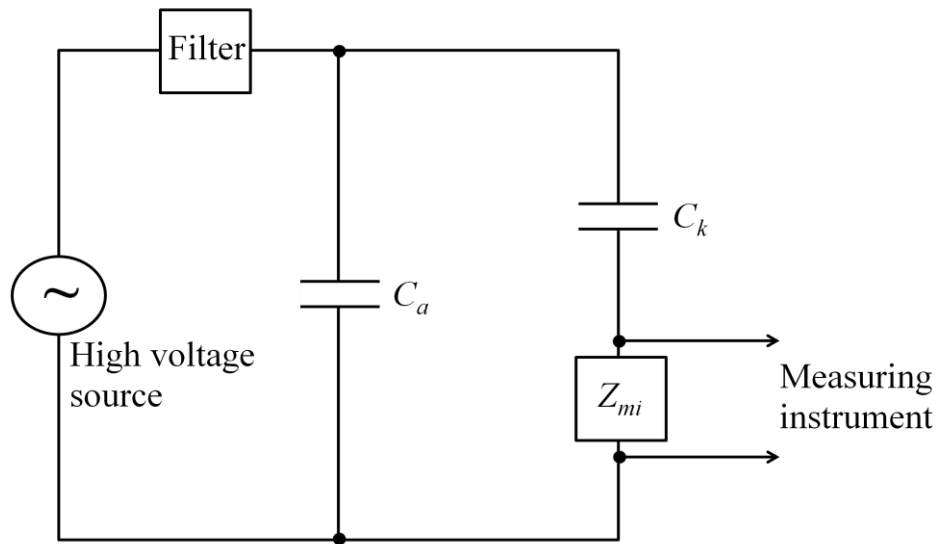 Filter
C_k
~
C_a
High voltage
source
Z_mi
Measuring
instrument